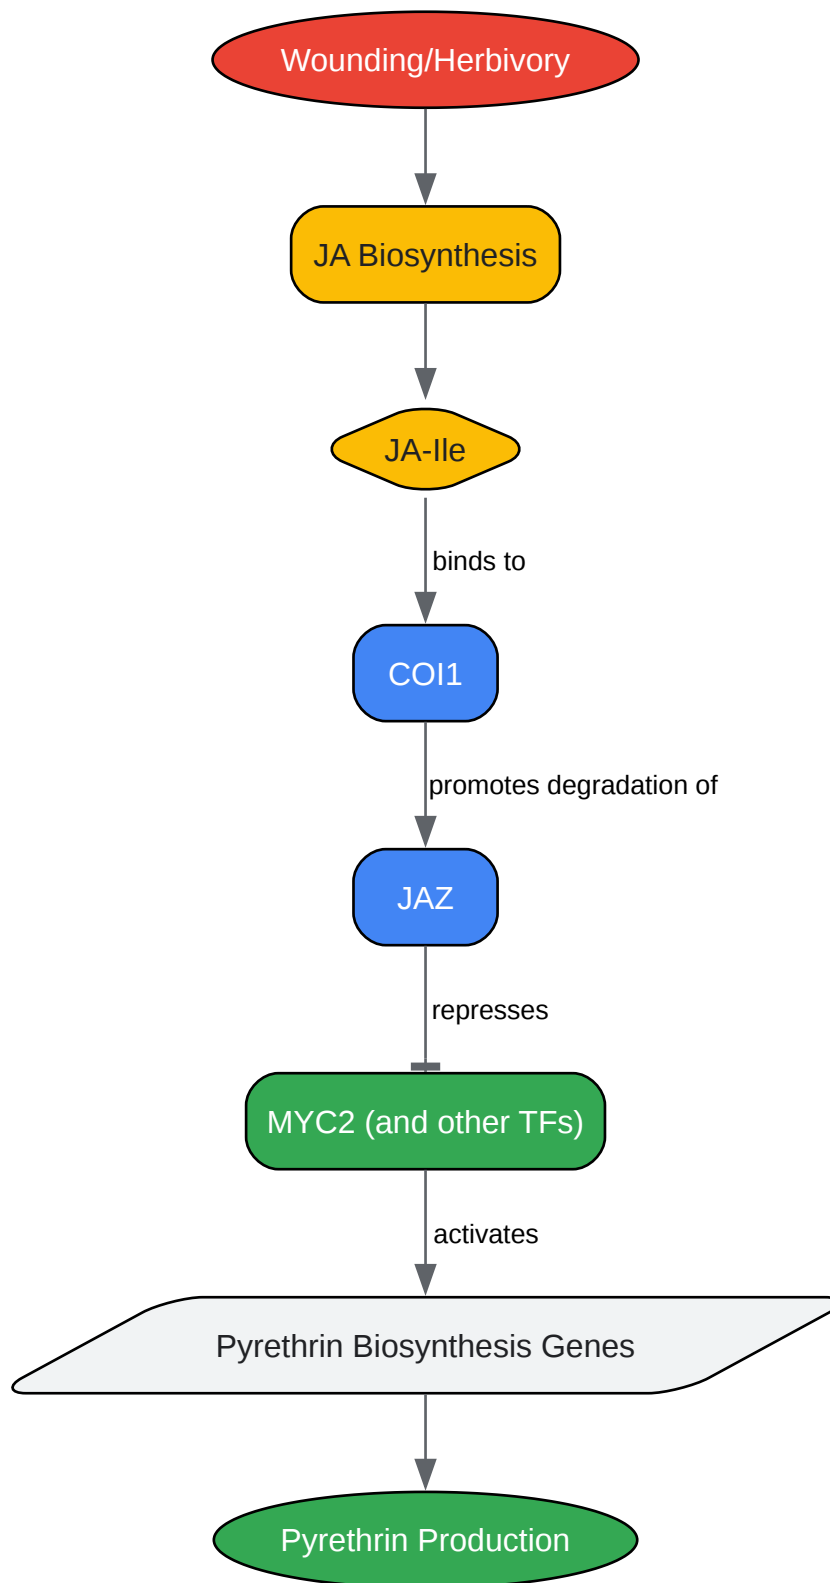 Wounding/Herbivory
JA Biosynthesis
JA-Ile
binds to
COI1
promotes degradation of
JAZ
represses
MYC2 (and other TFs)
activates
Pyrethrin Biosynthesis Genes
Pyrethrin Production